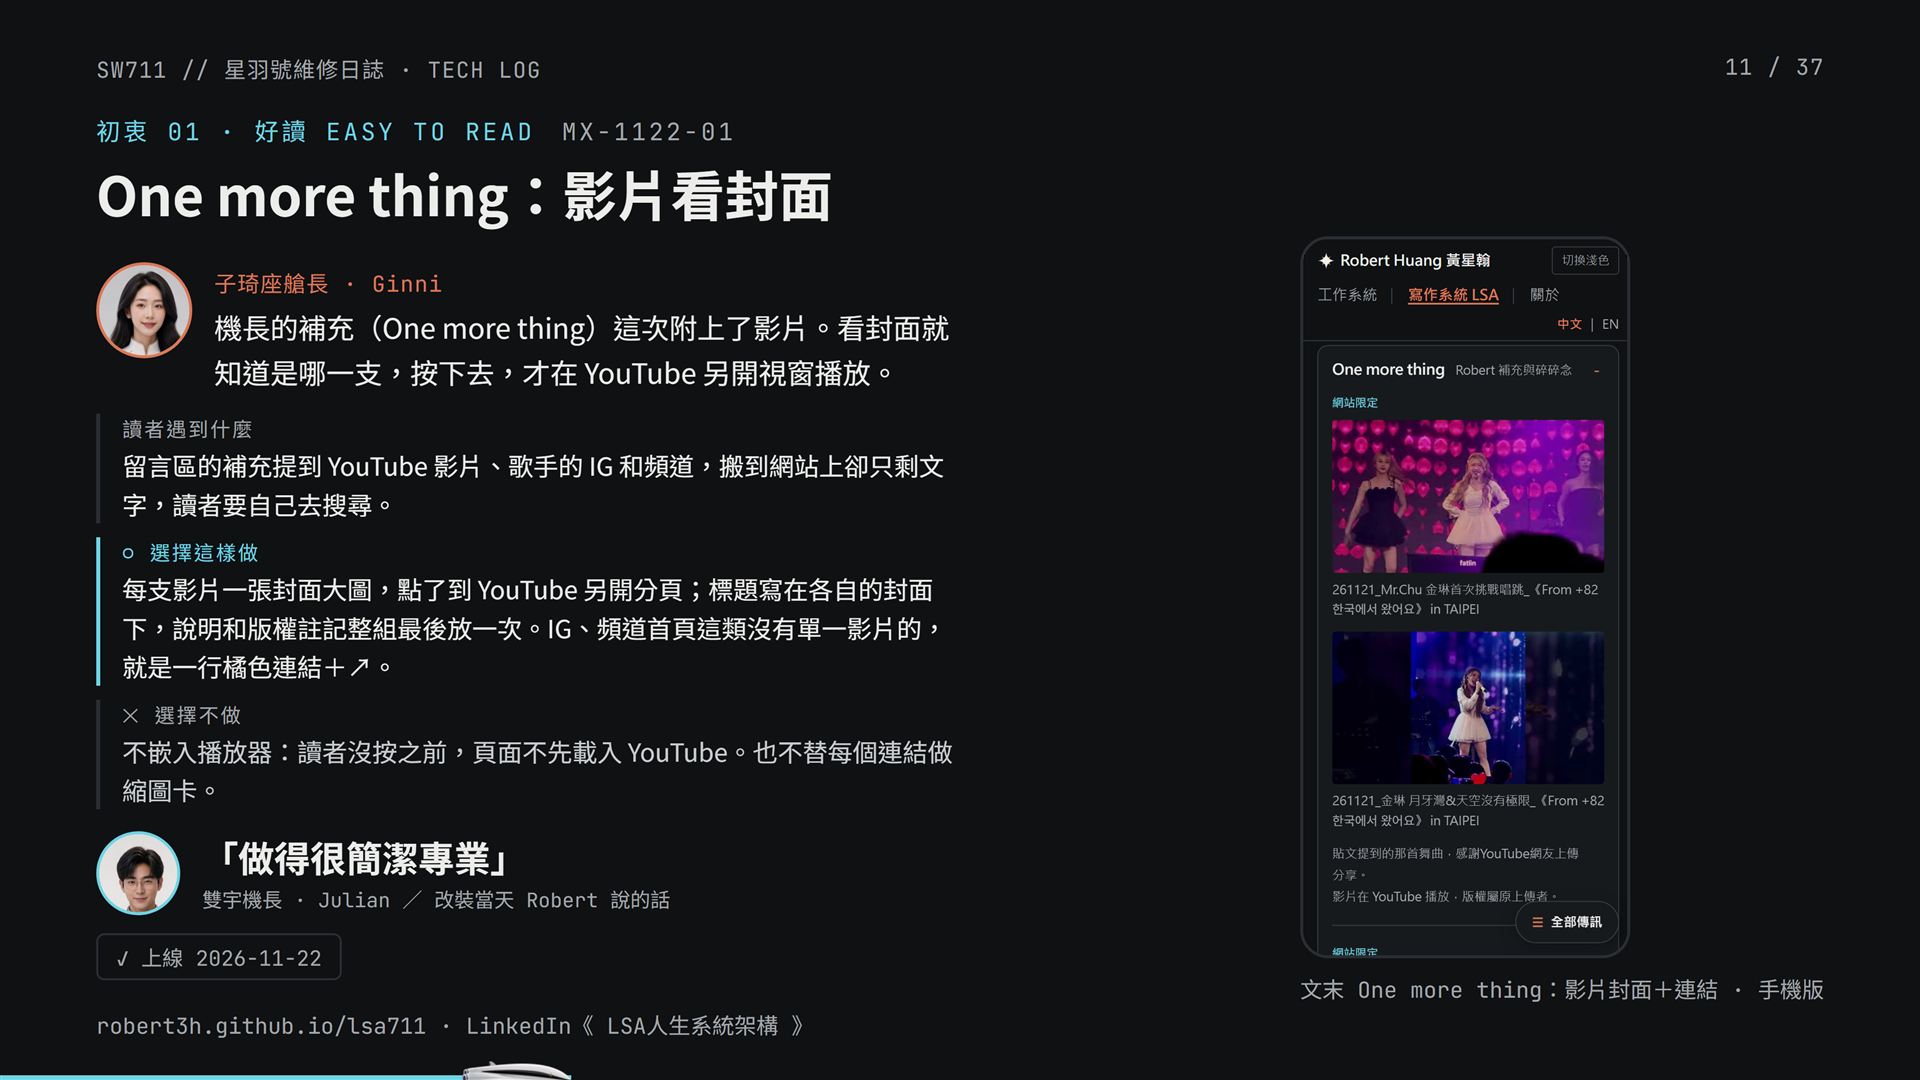 SW711 // 星羽號維修日誌 · TECH LOG
11 / 37
初衷 01 · 好讀 EASY TO READ MX-1122-01
One more thing：影片看封面
子琦座艙長 · Ginni
機長的補充（One more thing）這次附上了影片。看封面就
知道是哪一支，按下去，才在 YouTube 另開視窗播放。
讀者遇到什麼
留言區的補充提到 YouTube 影片、歌手的 IG 和頻道，搬到網站上卻只剩文
字，讀者要自己去搜尋。
○ 選擇這樣做
每支影片一張封面大圖，點了到 YouTube 另開分頁；標題寫在各自的封面
下，說明和版權註記整組最後放一次。IG、頻道首頁這類沒有單一影片的，
就是一行橘色連結＋↗。
× 選擇不做
不嵌入播放器：讀者沒按之前，頁面不先載入 YouTube。也不替每個連結做
縮圖卡。
「做得很簡潔專業」
雙宇機長 · Julian ／ 改裝當天 Robert 說的話
✓ 上線 2026-11-22
robert3h.github.io/lsa711 · LinkedIn《 LSA人生系統架構 》
✦ Robert Huang 黃星翰
切換淺色
工作系統 | 寫作系統 LSA | 關於
中文 | EN
One more thing Robert 補充與碎碎念 -
網站限定
fatlin
261121_Mr.Chu 金琳首次挑戰唱跳_《From +82
한국에서 왔어요》 in TAIPEI
261121_金琳 月牙灣&天空沒有極限_《From +82
한국에서 왔어요》 in TAIPEI
貼文提到的那首舞曲，感謝YouTube網友上傳
分享。
影片在 YouTube 播放，版權屬原上傳者。
☰ 全部傳訊
網站限定
文末 One more thing：影片封面＋連結 · 手機版